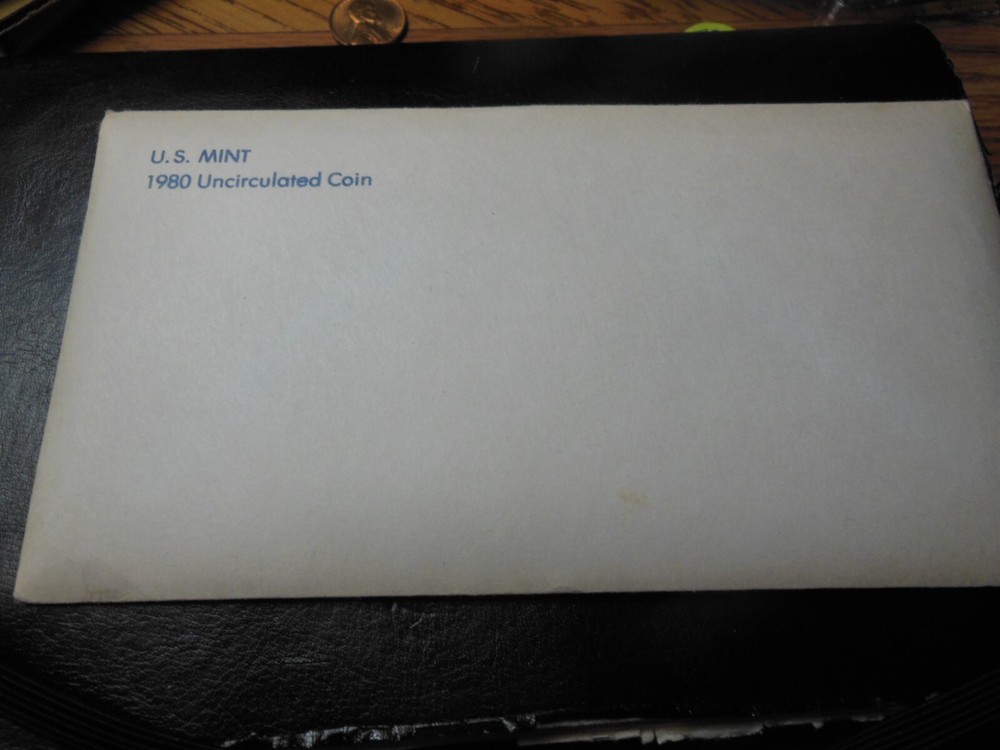 U.S. MINT
1980 Uncirculated Coin